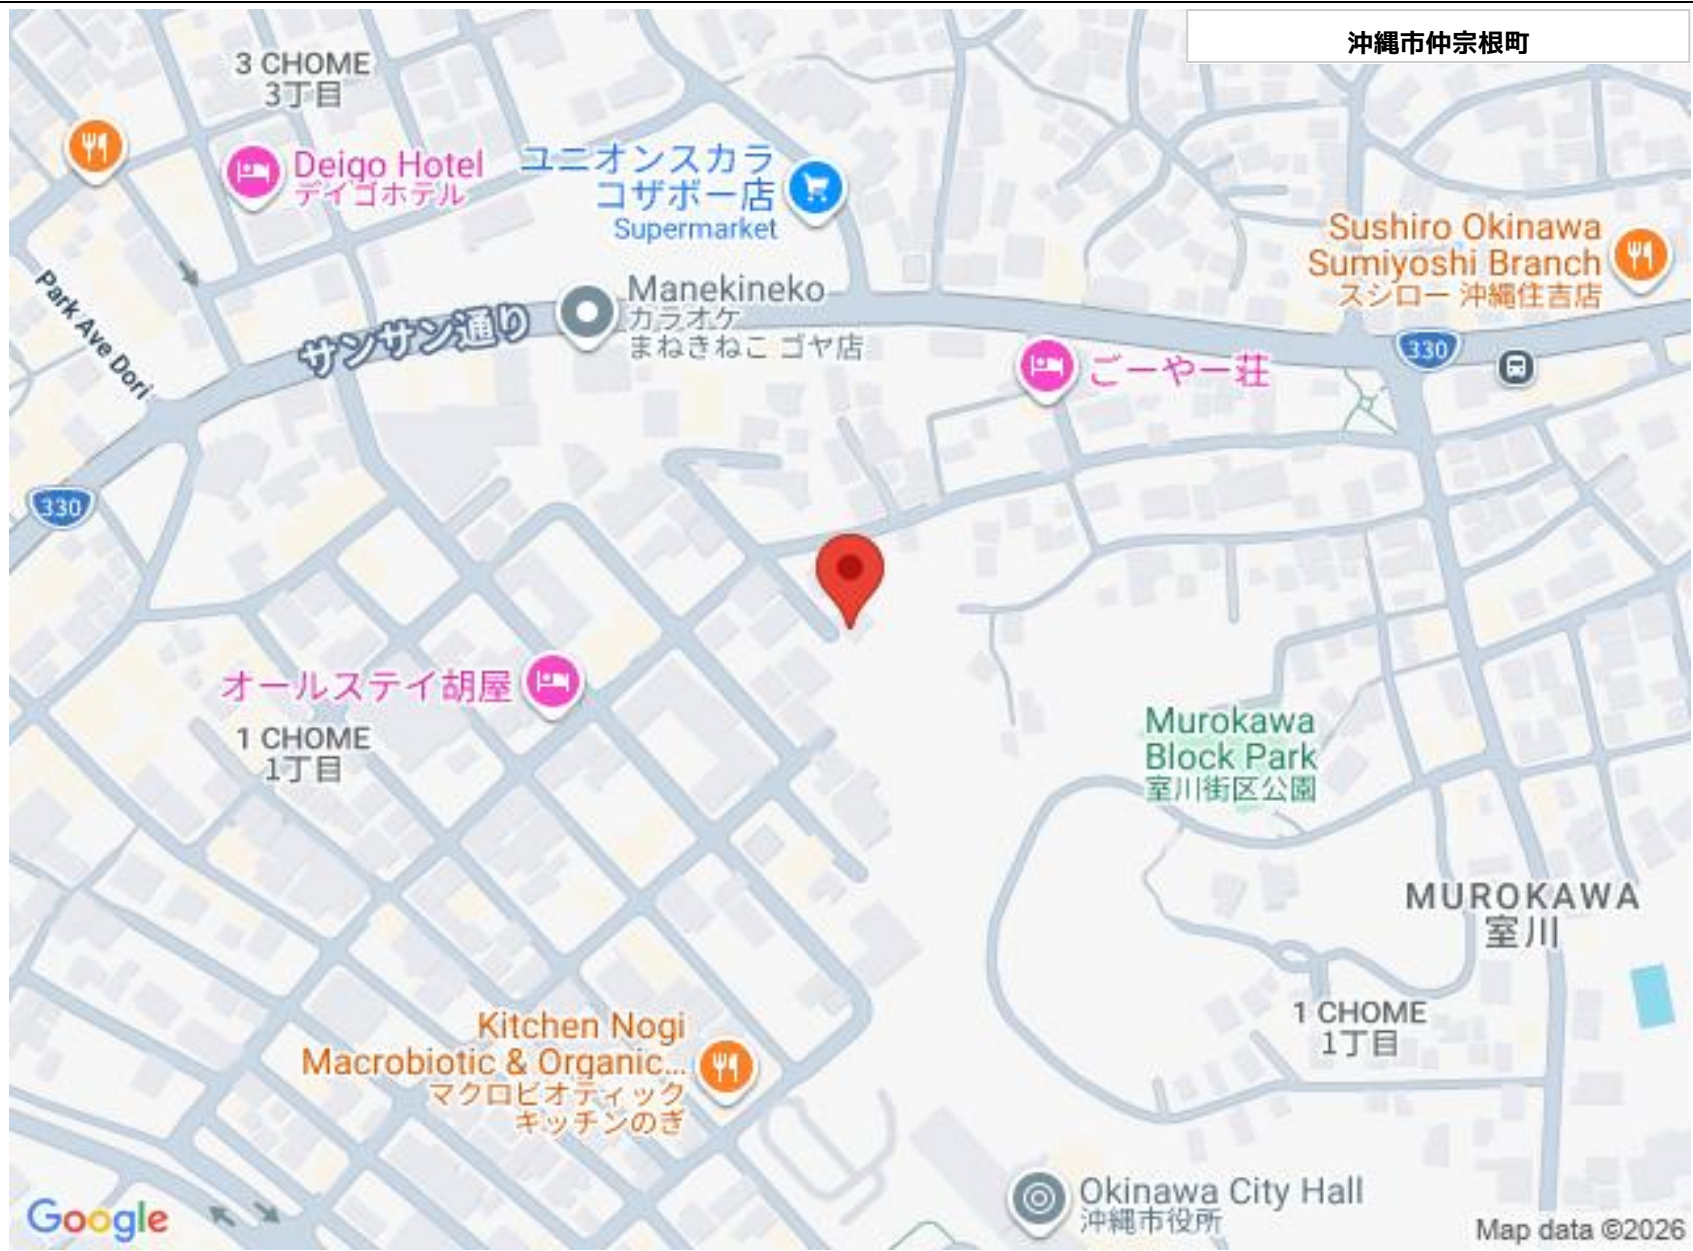 沖縄市仲宗根町
3 CHOME
3丁目
Deigo Hotel
デイゴホテル
ユニオンスカラ
コザボー店
Supermarket
Sushiro Okinawa
Sumiyoshi Branch
スシロー 沖縄住吉店
Park Ave Dori
Manekineko
カラオケ
まねきねこ ゴヤ店
サンサン通り
330
ごーやー荘
330
オールステイ胡屋
1 CHOME
1丁目
Murokawa
Block Park
室川街区公園
MUROKAWA
室川
1 CHOME
1丁目
Kitchen Nogi
Macrobiotic & Organic...
マクロビオティック
キッチンのぎ
Okinawa City Hall
沖縄市役所
Google
Map data ©2026